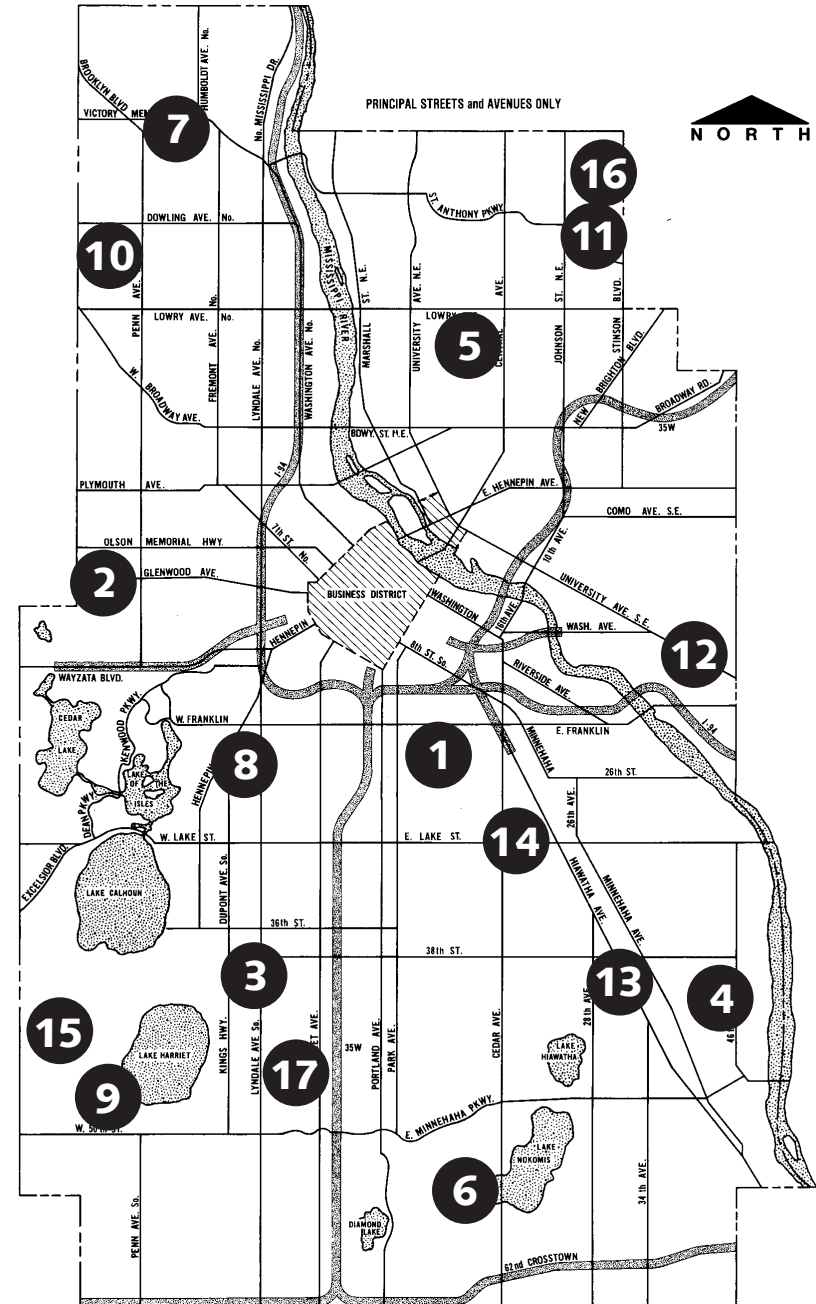 PRINCIPAL STREETS and AVENUES ONLY
NORTH
BROOKLYN BLVD.
HUMBOLDT AVE. No.
No. MISSISSIPPI DR.
VICTORY MEM
7
16
ST. ANTHONY PKWY.
DOWLING AVE. No.
11
10
PENN AVE.
MISSISSIPPI RIVER
MARSHALL ST. N.E.
UNIVERSITY AVE. N.E.
AVE.
JOHNSON ST. N.E.
STINSON BLVD.
LOWRY AVE. No.
LOWRY
5
FREMONT AVE. No.
LYNDALE AVE. No.
WASHINGTON AVE. No.
NEW BRIGHTON BLVD.
W. BROADWAY AVE.
BROADWAY RD.
35W
BDWY. ST. N.E.
I-94
PLYMOUTH AVE.
E. HENNEPIN AVE.
COMO AVE. S.E.
7th ST. No.
OLSON MEMORIAL HWY.
10th AVE.
2
GLENWOOD AVE.
BUSINESS DISTRICT
UNIVERSITY AVE. S.E.
WASHINGTON
16th AVE.
WASH. AVE.
HENNEPIN
8th ST. So.
12
RIVERSIDE AVE.
WAYZATA BLVD.
KENWOOD PKWY.
W. FRANKLIN
E. FRANKLIN
I-94
CEDAR LAKE
MINNEHAHA
1
8
26th ST.
LAKE OF THE ISLES
HENNEPIN
DEAN PKWY.
26th AVE.
W. LAKE ST.
E. LAKE ST.
14
EXCELSIOR BLVD.
LAKE CALHOUN
DUPONT AVE. So.
HIAWATHA AVE.
MINNEHAHA AVE.
36th ST.
38th ST.
3
13
4
46th
28th AVE.
15
LAKE HARRIET
KINGS HWY.
LYNDALE AVE. So.
ET AVE.
35W
PORTLAND AVE.
PARK AVE.
CEDAR AVE.
LAKE HIAWATHA
17
9
W. 50th ST.
E. MINNEHAHA PKWY.
LAKE NOKOMIS
6
34 th AVE.
PENN AVE. So.
DIAMOND LAKE
62nd CROSSTOWN